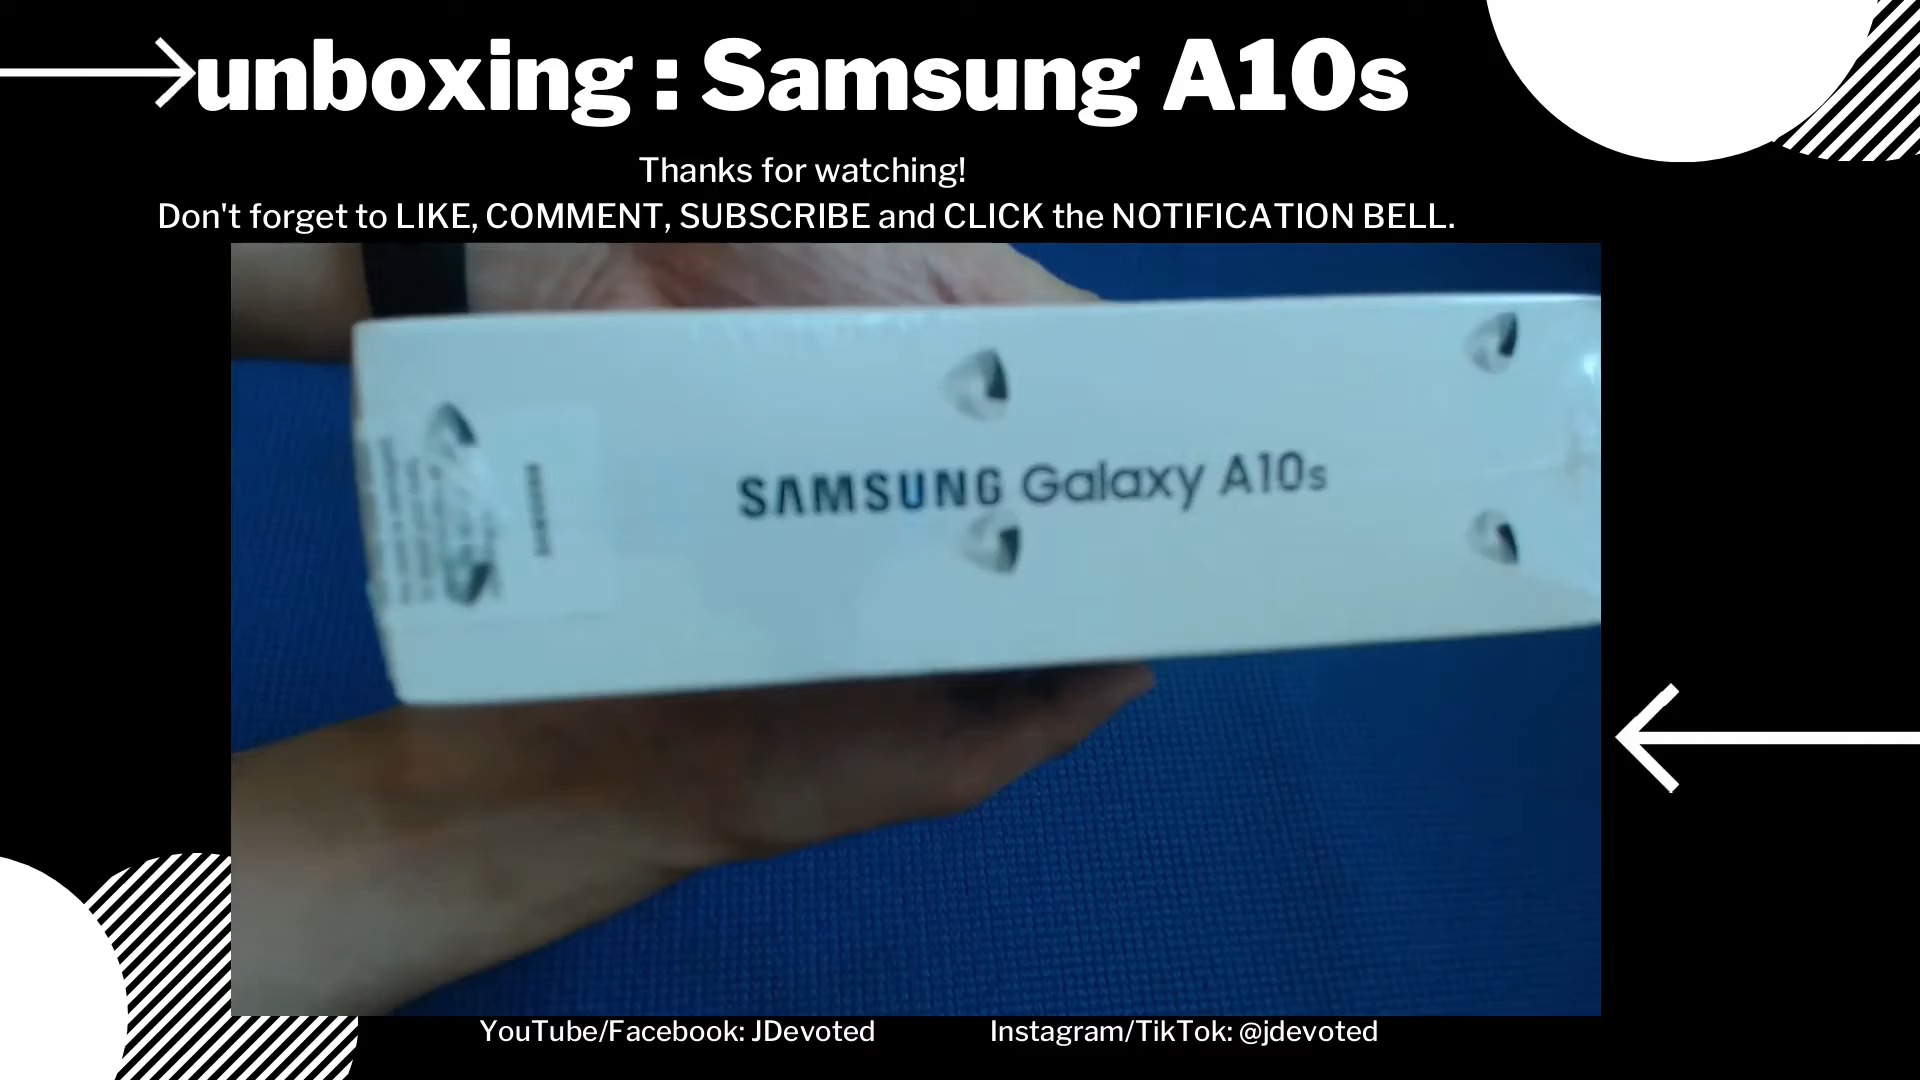 unboxing : Samsung A10s
Thanks for watching!
Don't forget to LIKE, COMMENT, SUBSCRIBE and CLICK the NOTIFICATION BELL.
SAMSUNG Galaxy A10s
YouTube/Facebook: JDevoted
Instagram/TikTok: @jdevoted